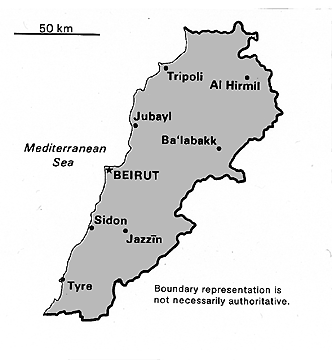 50 km
Tripoli
Al Hirmil
Jubayl
Ba'labakk
Mediterranean
Sea
BEIRUT
Sidon
Jazzīn
Tyre
Boundary representation is
not necessarily authoritative.